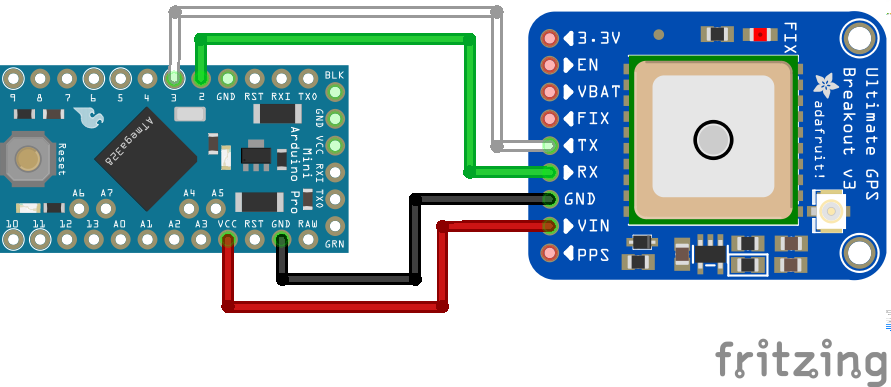 9 8 7 6 5 4 3 2 GND RST RXI TXO
BLK
GND
VCC
RXI
TXO
GRN
Reset
ATmega328
Arduino Pro
Mini
A6 A7
A4 A5
10 11 12 13 A0 A1 A2 A3 VCC RST GND RAW
3.3V
EN
VBAT
FIX
TX
RX
GND
VIN
PPS
FIX
adafruit!
Ultimate GPS
Breakout v3
fritzing